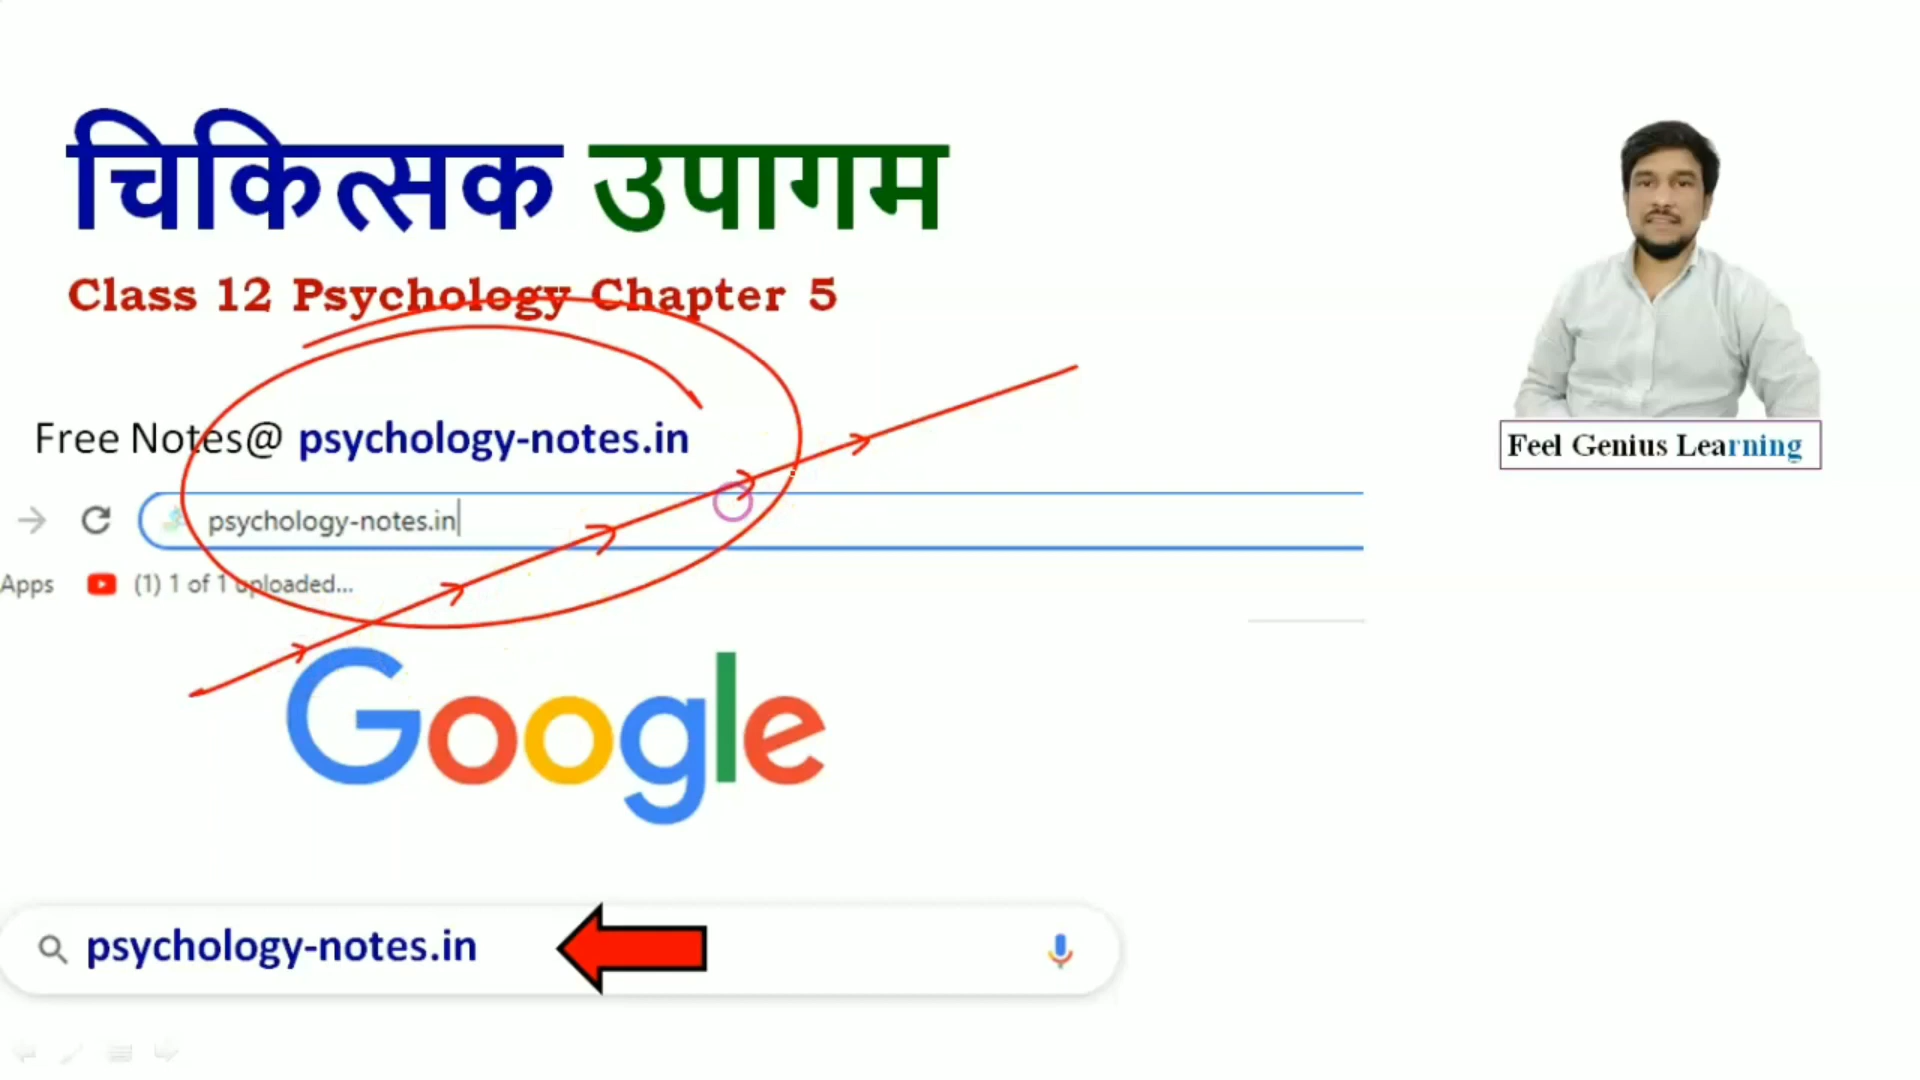 चिकित्सक उपागम
Class 12 Psychology Chapter 5
Free Notes@ psychology-notes.in
Feel Genius Learning
psychology-notes.in
Apps (1) 1 of 1 uploaded...
Google
psychology-notes.in